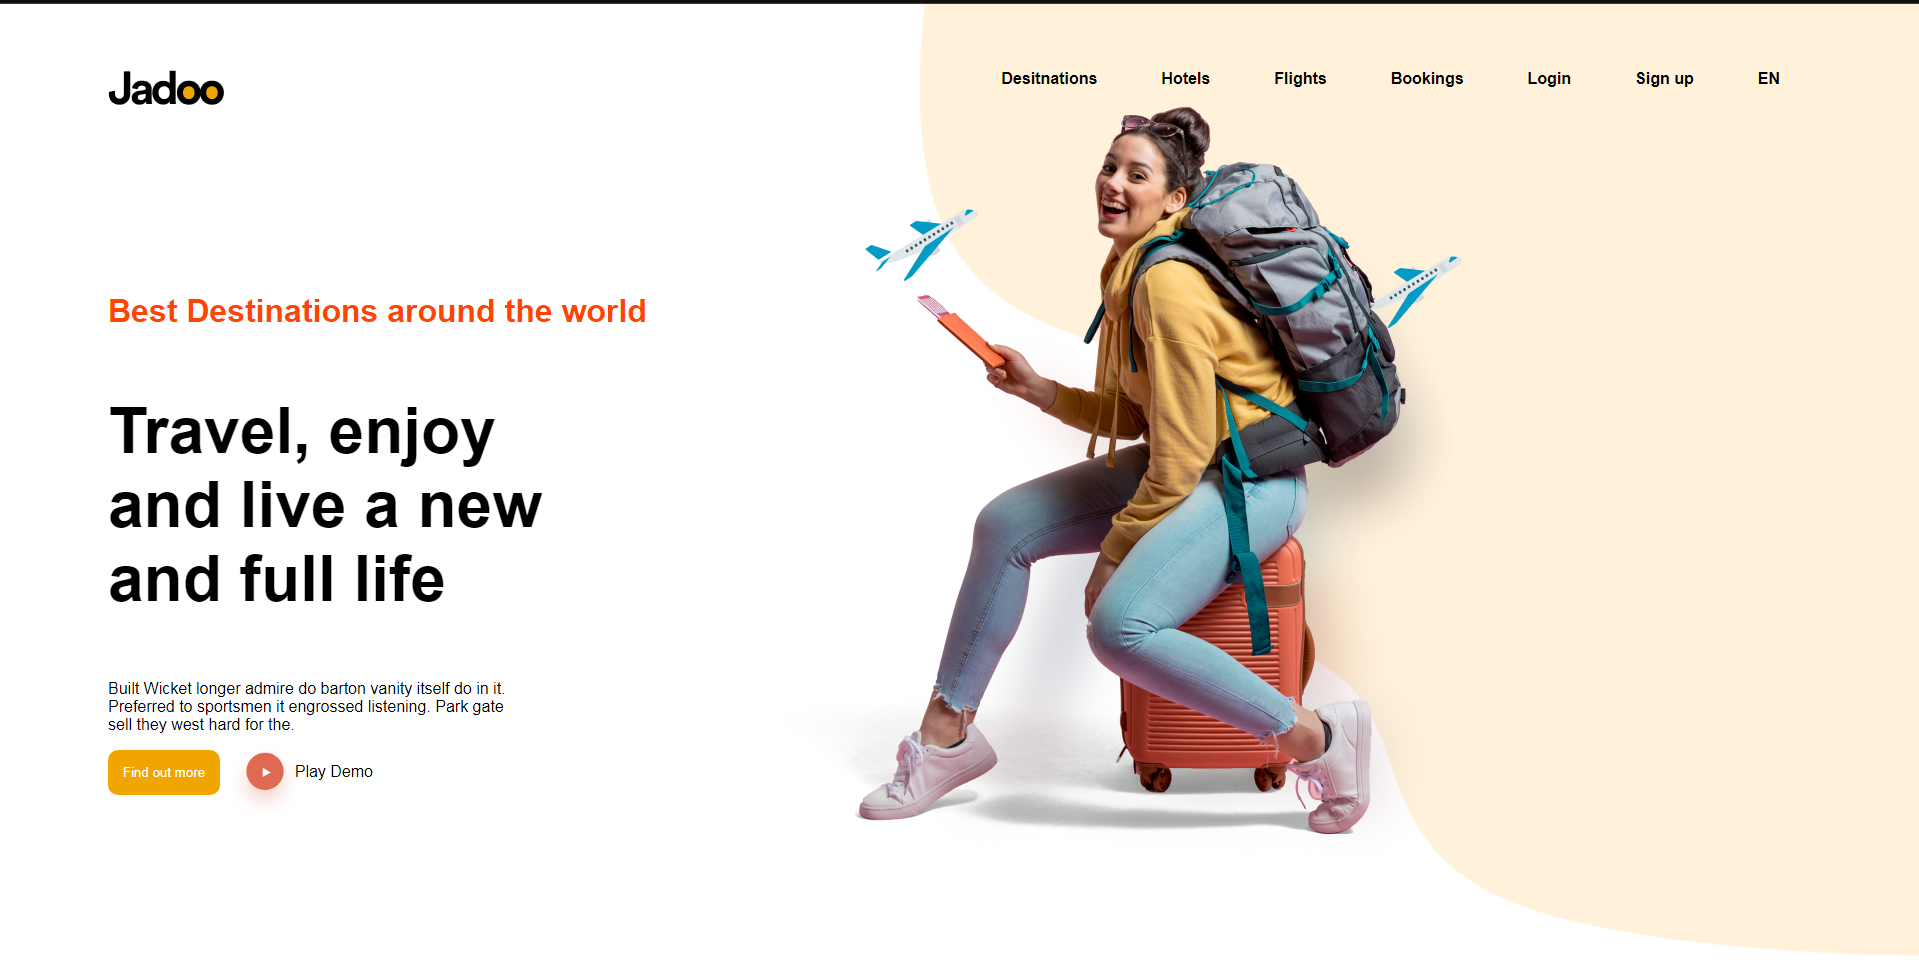 Jadoo
Desitnations
Hotels
Flights
Bookings
Login
Sign up
EN
Best Destinations around the world
Travel, enjoy
and live a new
and full life
Built Wicket longer admire do barton vanity itself do in it.
Preferred to sportsmen it engrossed listening. Park gate
sell they west hard for the.
Find out more
Play Demo